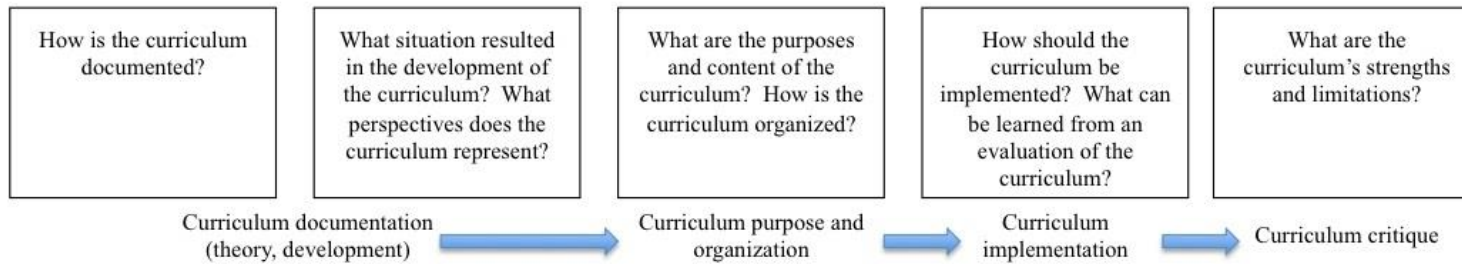 How is the curriculum
documented?
What situation resulted
in the development of
the curriculum? What
perspectives does the
curriculum represent?
What are the purposes
and content of the
curriculum? How is the
curriculum organized?
How should the
curriculum be
implemented? What can
be learned from an
evaluation of the
curriculum?
What are the
curriculum's strengths
and limitations?
Curriculum documentation
(theory, development)
Curriculum purpose and
organization
Curriculum
implementation
Curriculum critique